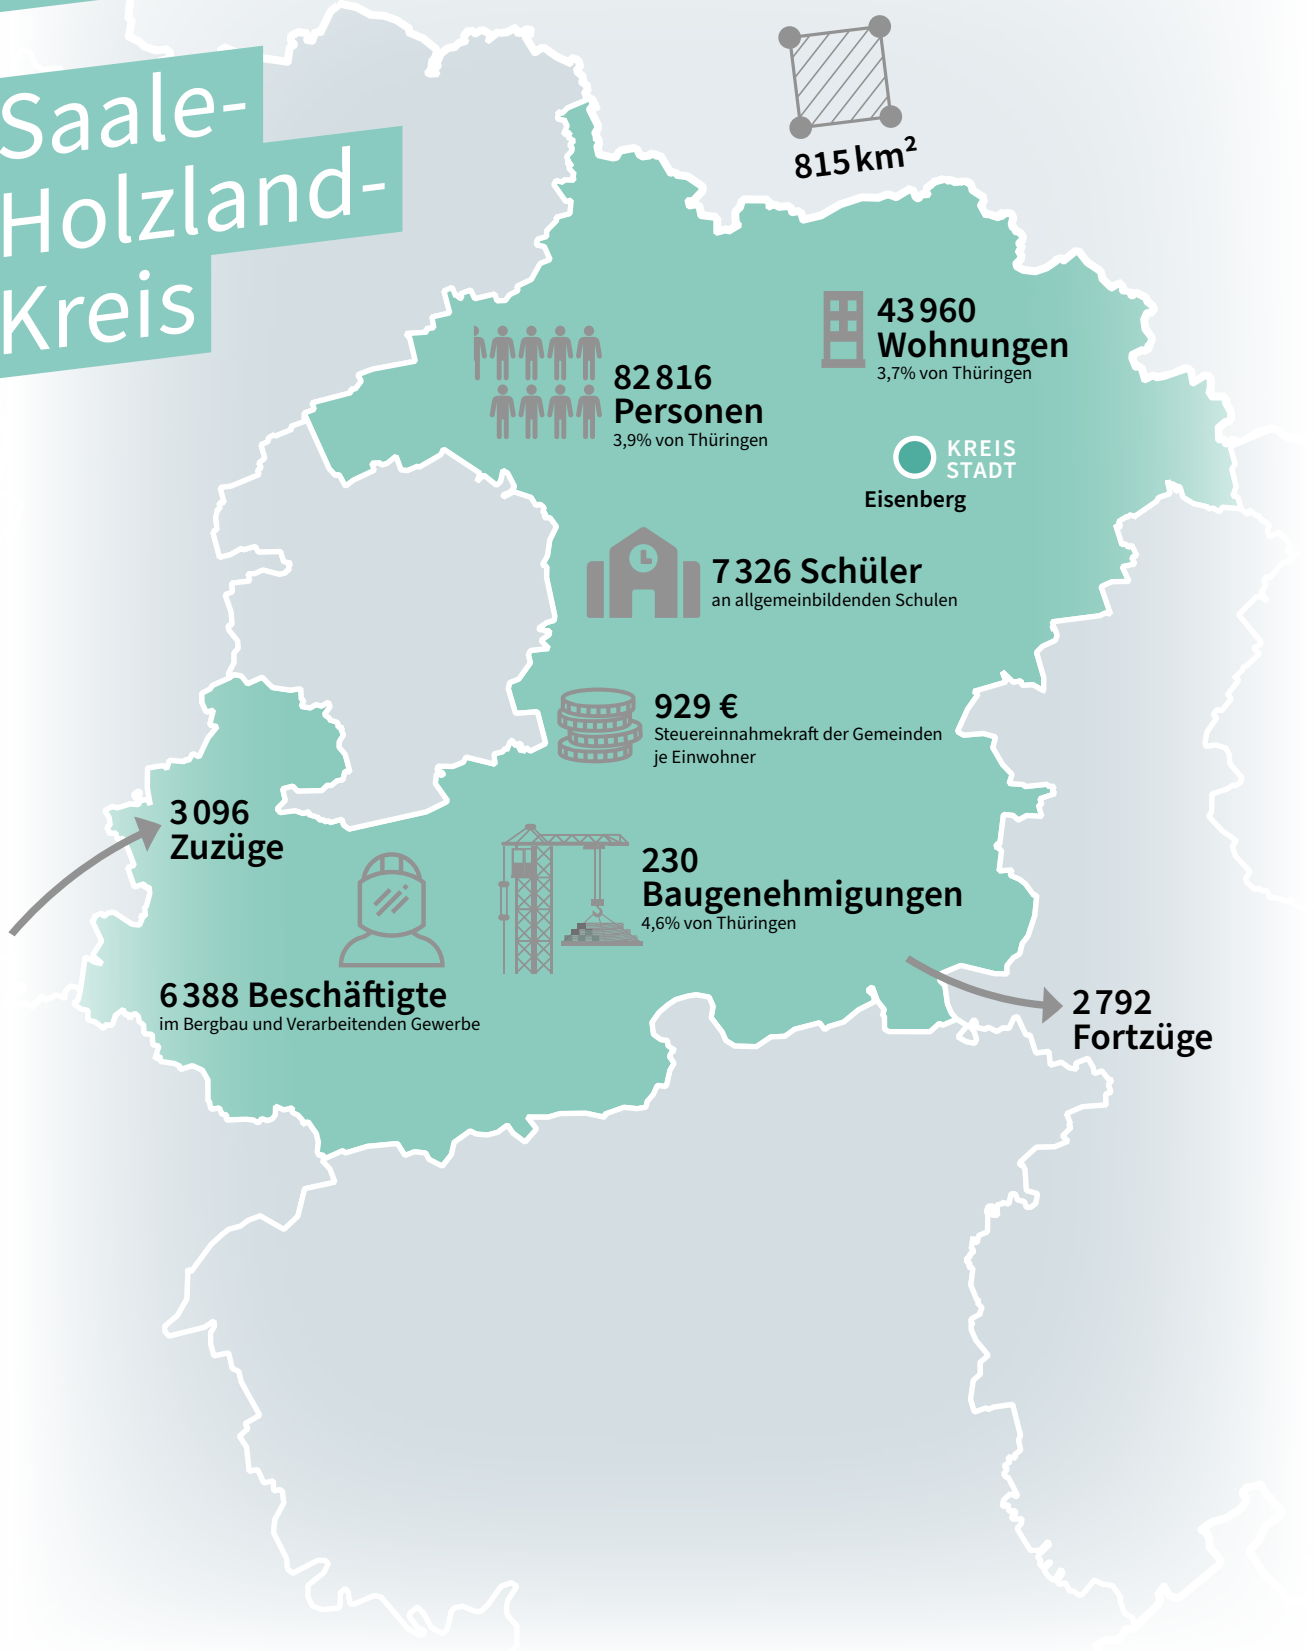 Saale-
Holzland-
Kreis
815 km²
43 960
Wohnungen
3,7% von Thüringen
82 816
Personen
3,9% von Thüringen
KREIS
STADT
Eisenberg
7 326 Schüler
an allgemeinbildenden Schulen
929 €
Steuereinnahmekraft der Gemeinden
je Einwohner
3 096
Zuzüge
230
Baugenehmigungen
4,6% von Thüringen
6 388 Beschäftigte
im Bergbau und Verarbeitenden Gewerbe
2 792
Fortzüge